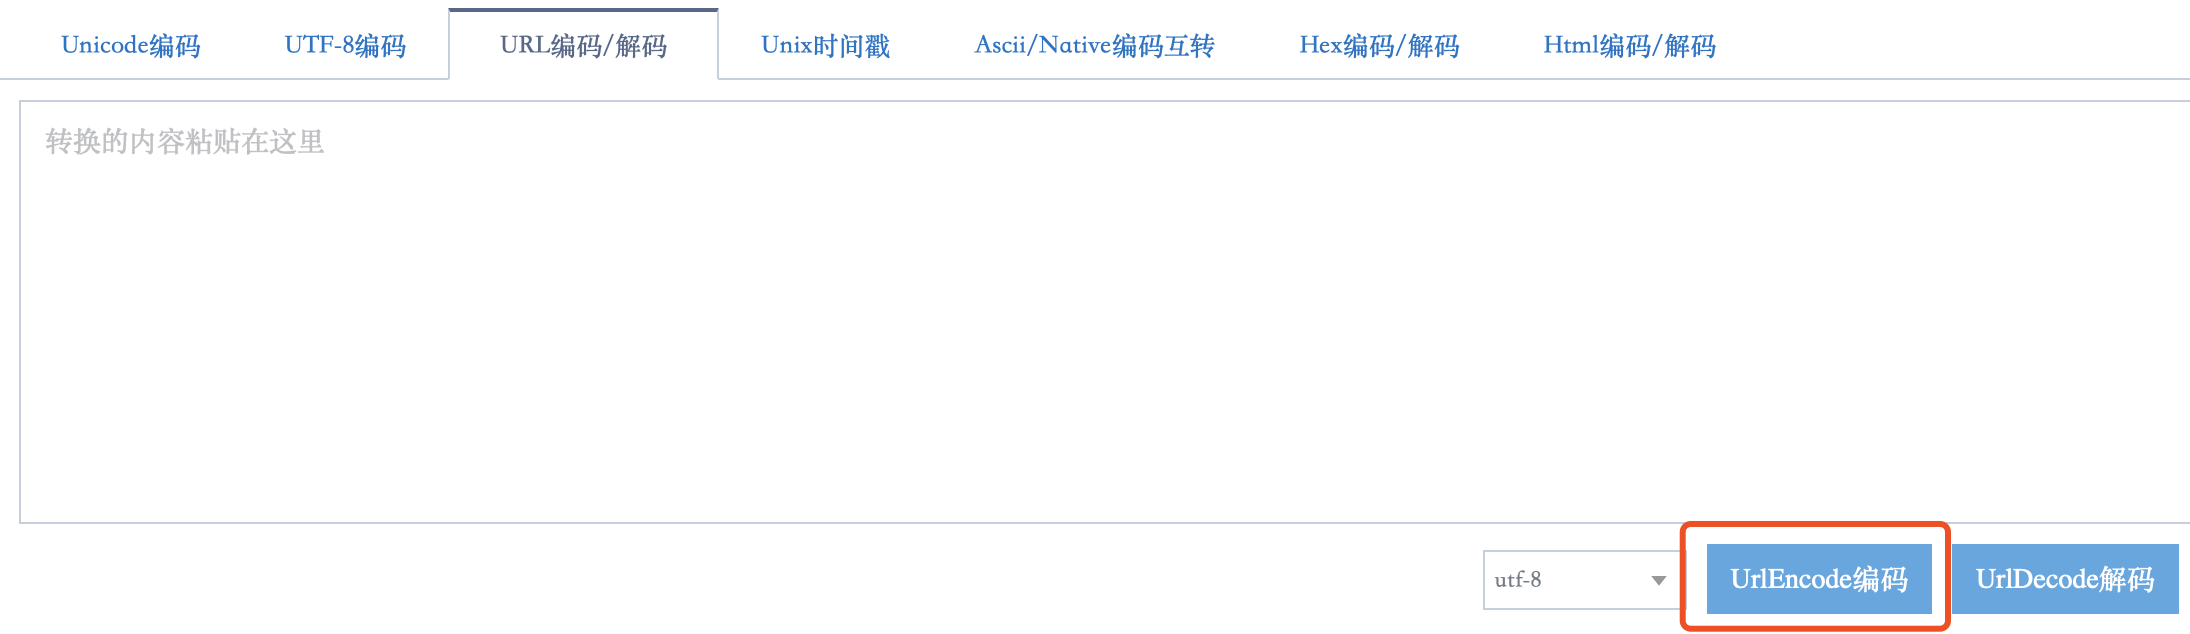 Unicode编码 UTF-8编码 URL编码/解码 Unix时间戳 Ascii/Native编码互转 Hex编码/解码 Html编码/解码
转换的内容粘贴在这里
utf-8 UrlEncode编码 UrlDecode解码